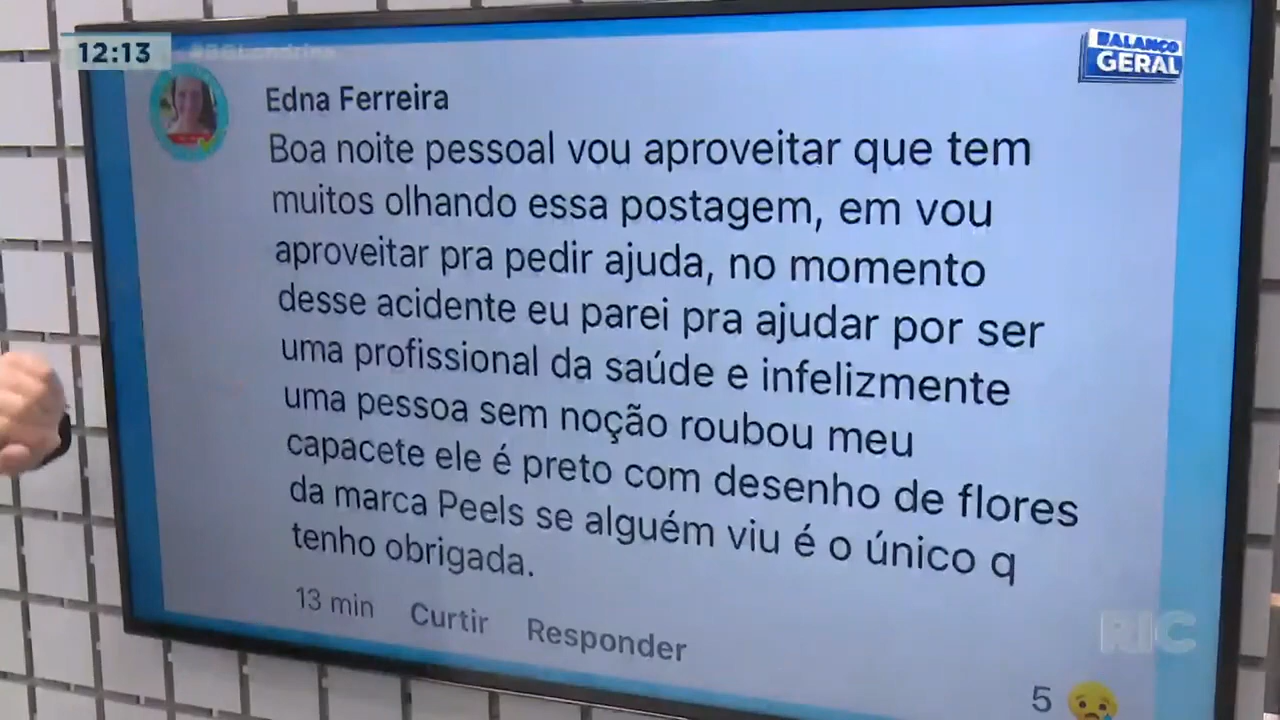 12:13
BALANÇO
GERAL
Edna Ferreira
Boa noite pessoal vou aproveitar que tem
muitos olhando essa postagem, em vou
aproveitar pra pedir ajuda, no momento
desse acidente eu parei pra ajudar por ser
uma profissional da saúde e infelizmente
uma pessoa sem noção roubou meu
capacete ele é preto com desenho de flores
da marca Peels se alguém viu é o único q
tenho obrigada.
13 min Curtir Responder
RIC
5